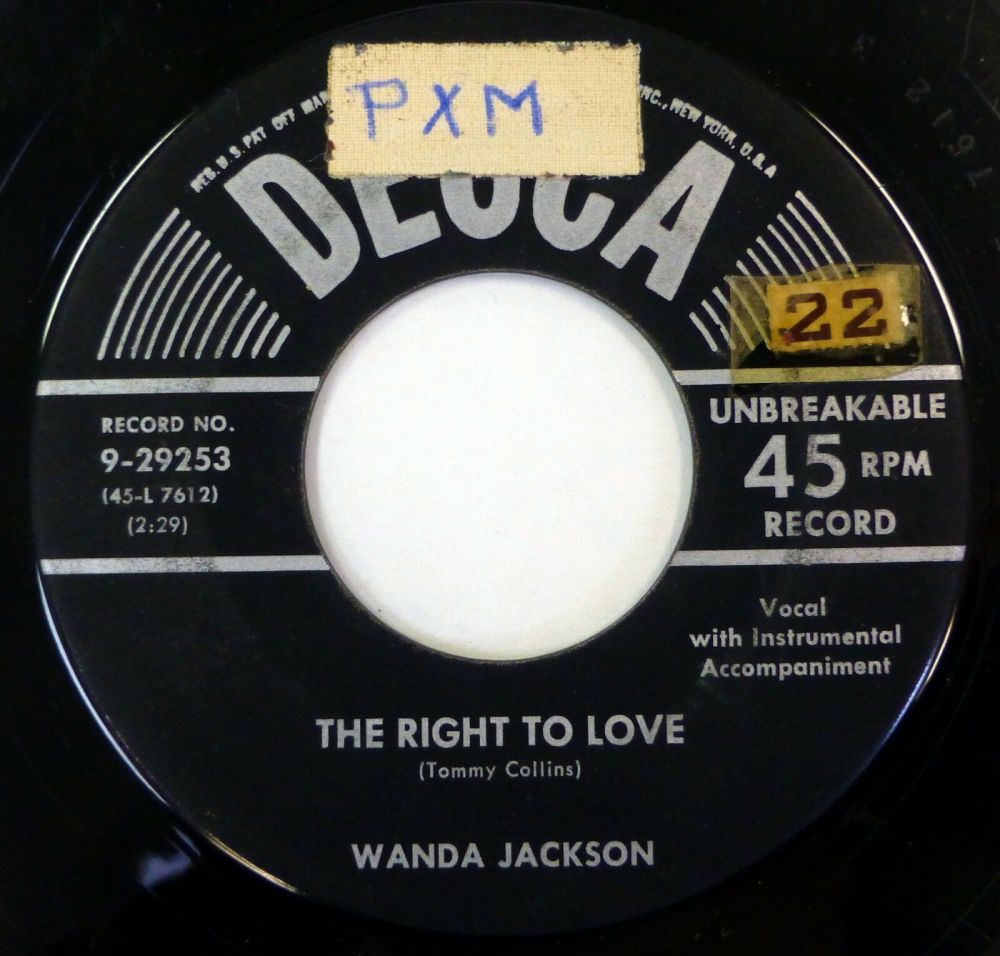 PXM
REG. U.S. PAT OFF MAR
INC., NEW YORK, U.S.A
DECCA
22
RECORD NO.
9-29253
(45-L 7612)
(2:29)
UNBREAKABLE
45 RPM
RECORD
Vocal
with Instrumental
Accompaniment
THE RIGHT TO LOVE
(Tommy Collins)
WANDA JACKSON